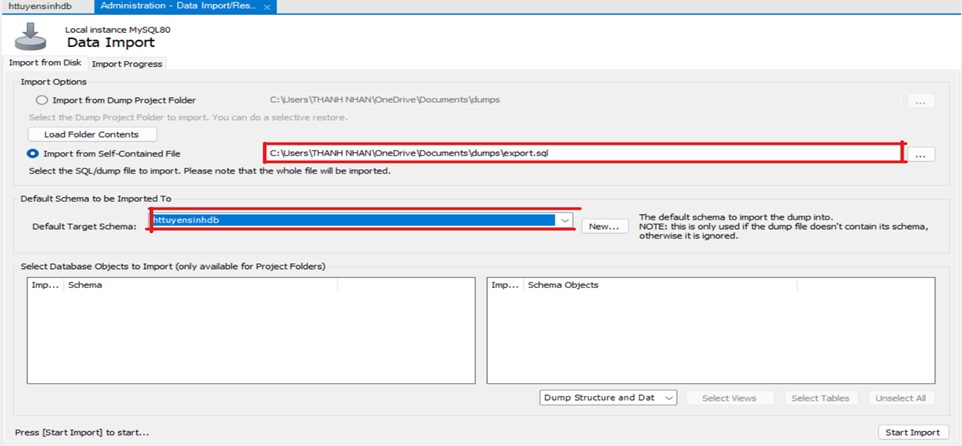 httuyensinhdb
Administration - Data Import/Res...
Local instance MySQL80
Data Import
Import from Disk
Import Progress
Import Options
Import from Dump Project Folder
C:\Users\THANH NHAN\OneDrive\Documents\dumps
...
Select the Dump Project Folder to import. You can do a selective restore.
Load Folder Contents
Import from Self-Contained File
C:\Users\THANH NHAN\OneDrive\Documents\dumps\export.sql
...
Select the SQL/dump file to import. Please note that the whole file will be imported.
Default Schema to be Imported To
Default Target Schema:
httuyensinhdb
New...
The default schema to import the dump into.
NOTE: this is only used if the dump file doesn't contain its schema,
otherwise it is ignored.
Select Database Objects to Import (only available for Project Folders)
Imp...
Schema
Imp...
Schema Objects
Dump Structure and Dat
Select Views
Select Tables
Unselect All
Press [Start Import] to start...
Start Import